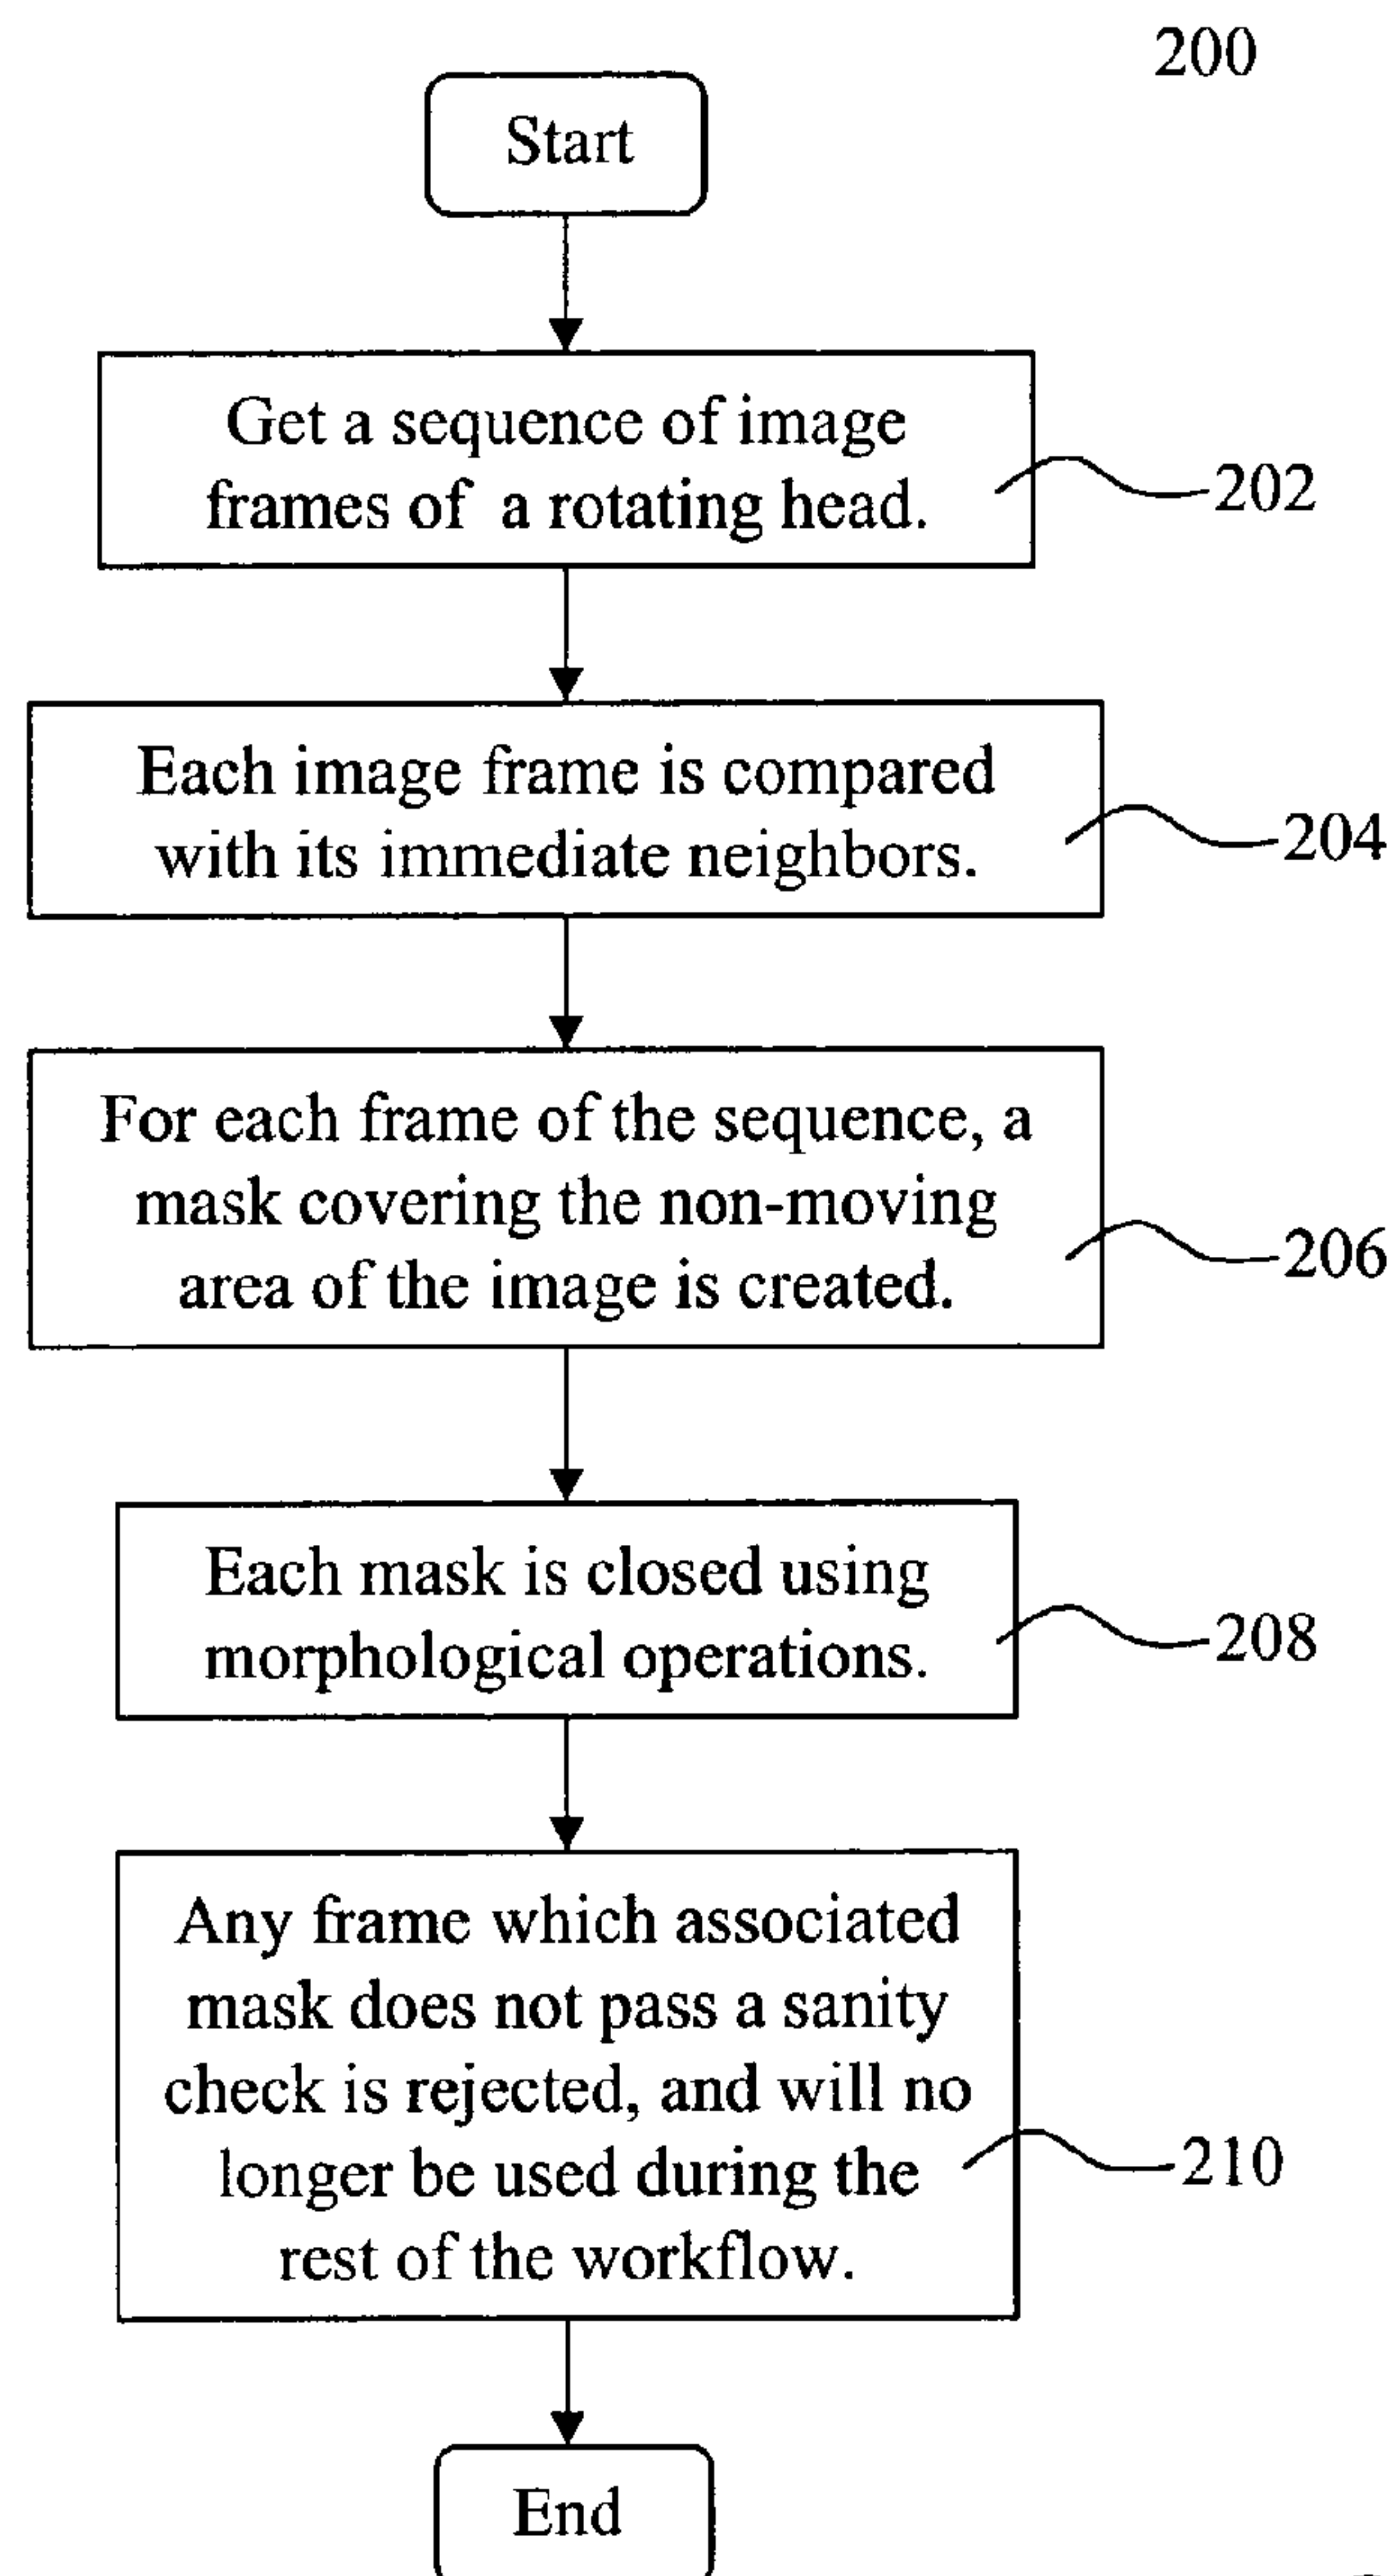 200
Start
Get a sequence of image
frames of a rotating head.
202
Each image frame is compared
with its immediate neighbors.
204
For each frame of the sequence, a
mask covering the non-moving
area of the image is created.
206
Each mask is closed using
morphological operations.
208
Any frame which associated
mask does not pass a sanity
check is rejected, and will no
longer be used during the
rest of the workflow.
210
End